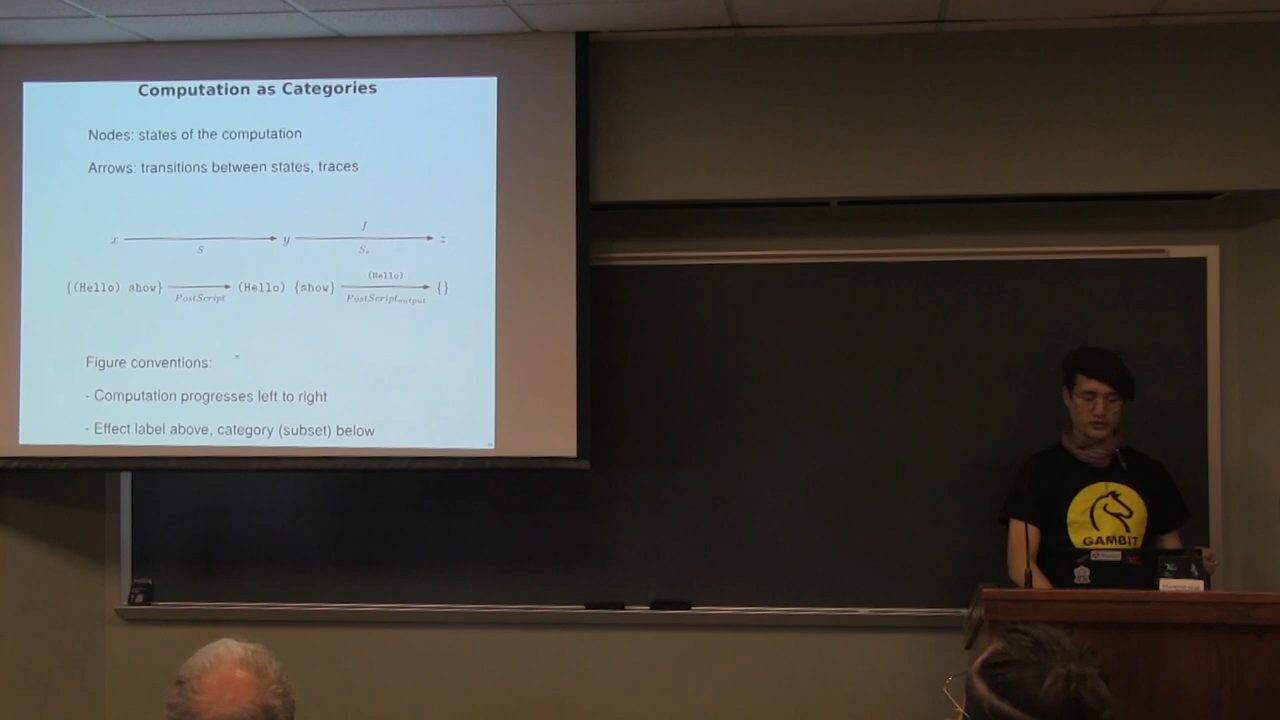 Computation as Categories
Nodes: states of the computation
Arrows: transitions between states, traces
f
x y z
S
(Hello)
{(Hello) show} (Hello) {show} {}
PostScript PostScript_output
Figure conventions:
- Computation progresses left to right
- Effect label above, category (subset) below
GAMBIT